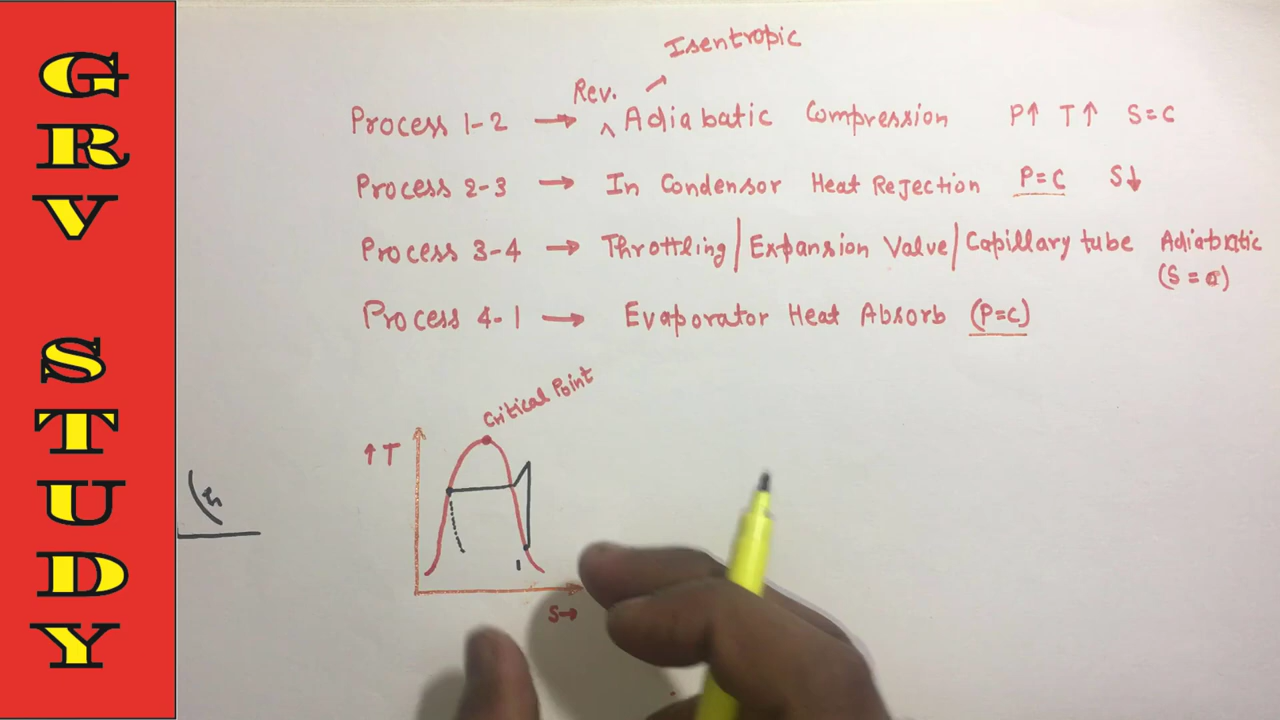 GRV STUDY
Isentropic
Rev.
Process 1-2 → ^ Adiabatic Compression P↑ T↑ S=C
Process 2-3 → In Condensor Heat Rejection P=C S↓
Process 3-4 → Throttling/Expansion Valve/Capillary tube Adiabatic
Process 4-1 → Evaporator Heat Absorb (P=C)
Critical Point
↑T
1
S→